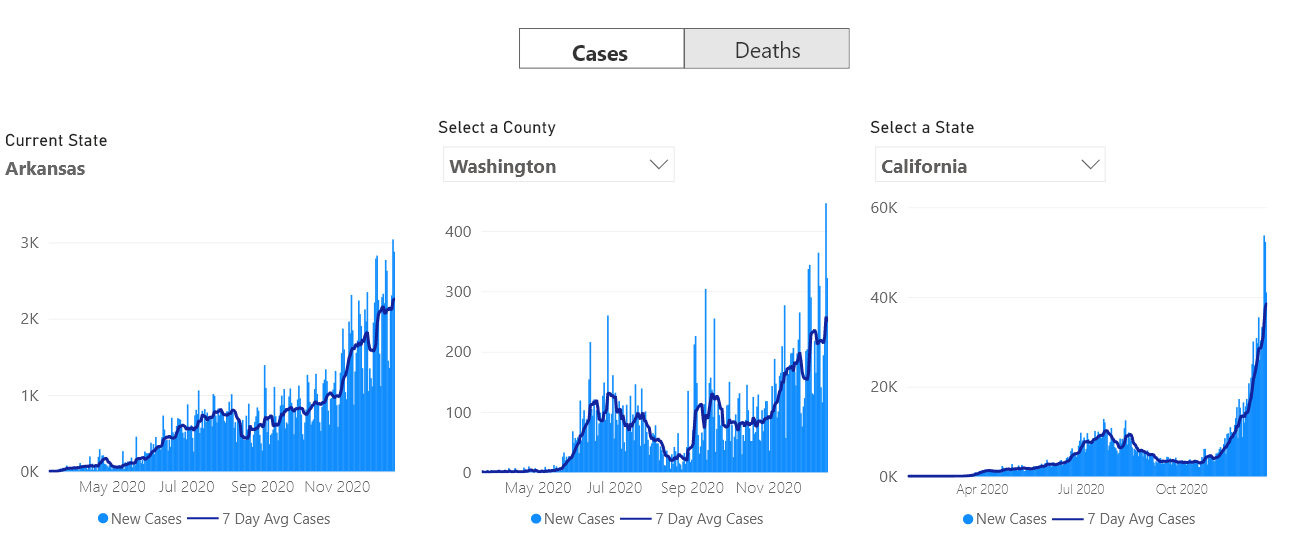 Cases
Deaths
Current State
Arkansas
3K
2K
1K
0K
May 2020 Jul 2020 Sep 2020 Nov 2020
New Cases 7 Day Avg Cases
Select a County
Washington
400
300
200
100
0
May 2020 Jul 2020 Sep 2020 Nov 2020
New Cases 7 Day Avg Cases
Select a State
California
60K
40K
20K
0K
Apr 2020 Jul 2020 Oct 2020
New Cases 7 Day Avg Cases